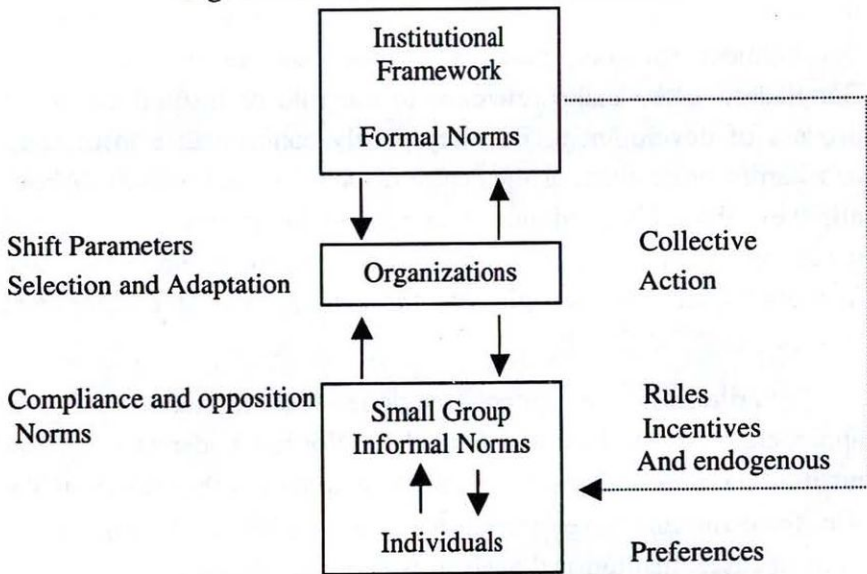 Institutional
Framework
Formal Norms
Shift Parameters
Selection and Adaptation
Organizations
Collective
Action
Compliance and opposition
Norms
Small Group
Informal Norms
Individuals
Rules
Incentives
And endogenous
Preferences